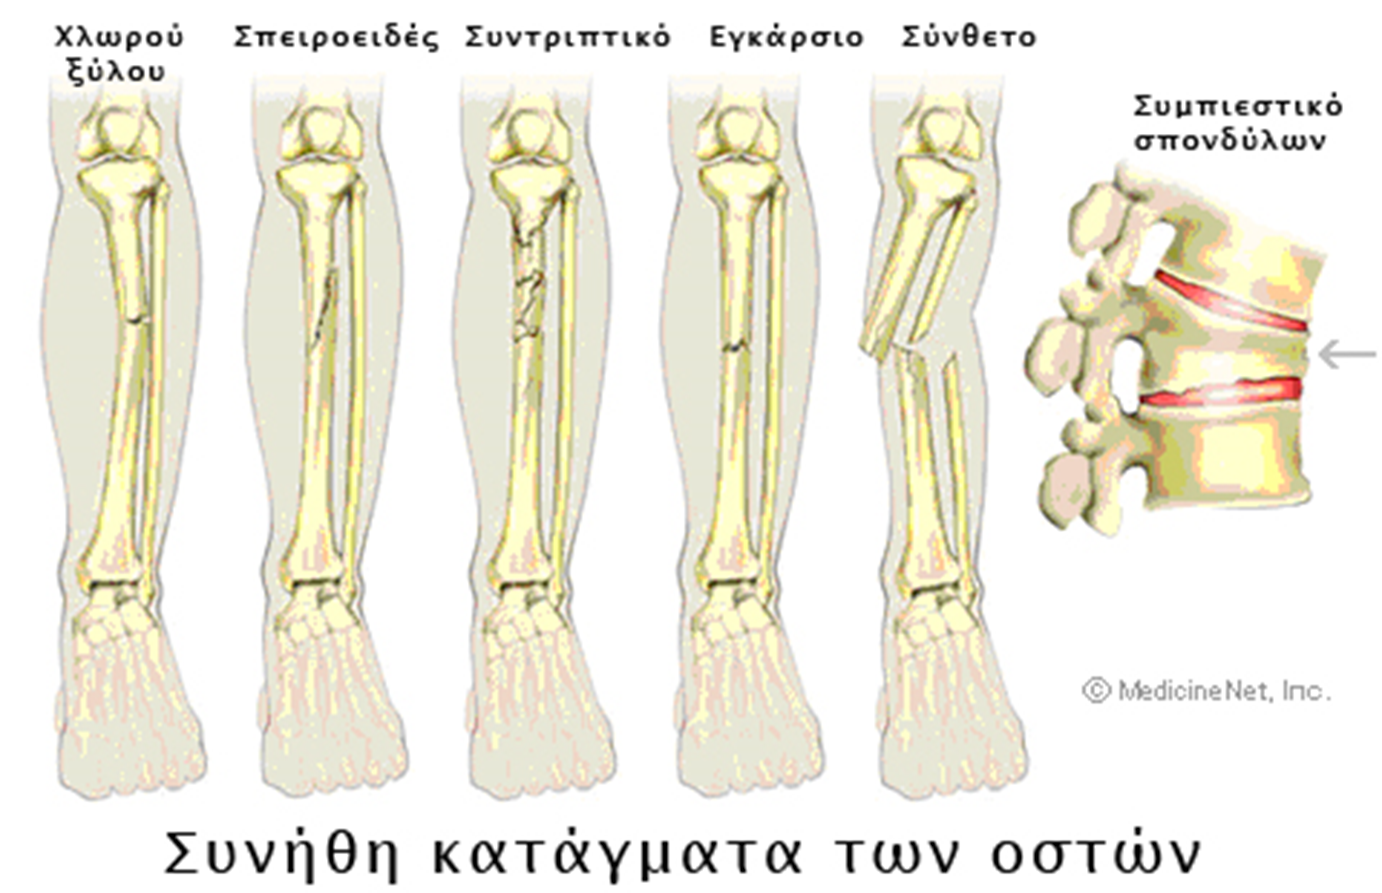 Χλωρού
ξύλου
Σπειροειδές
Συντριπτικό
Εγκάρσιο
Σύνθετο
Συμπιεστικό
σπονδύλων
© MedicineNet, Inc.
Συνήθη κατάγματα των οστών